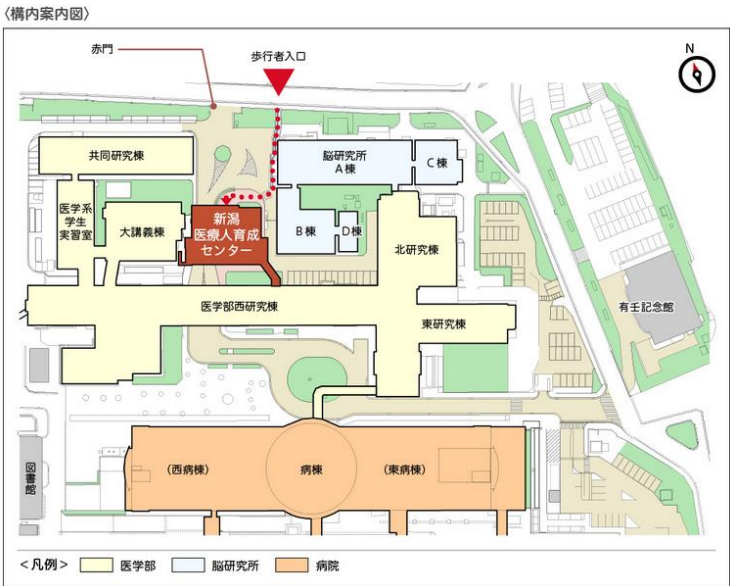 〈構内案内図〉
赤門
歩行者入口
N
共同研究棟
脳研究所
A棟
C棟
医学系
学生
実習室
大講義棟
新潟
医療人育成
センター
B棟
D棟
北研究棟
医学部西研究棟
東研究棟
有壬記念館
図書館
(西病棟)
病棟
(東病棟)
<凡例>
医学部
脳研究所
病院